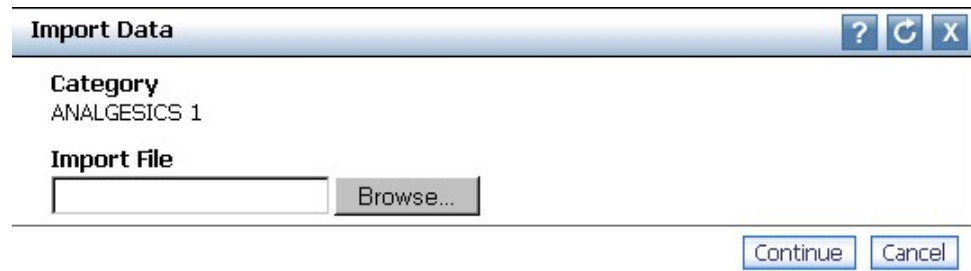 Import Data ? X
Category
ANALGESICS 1
Import File
Browse...
Continue Cancel